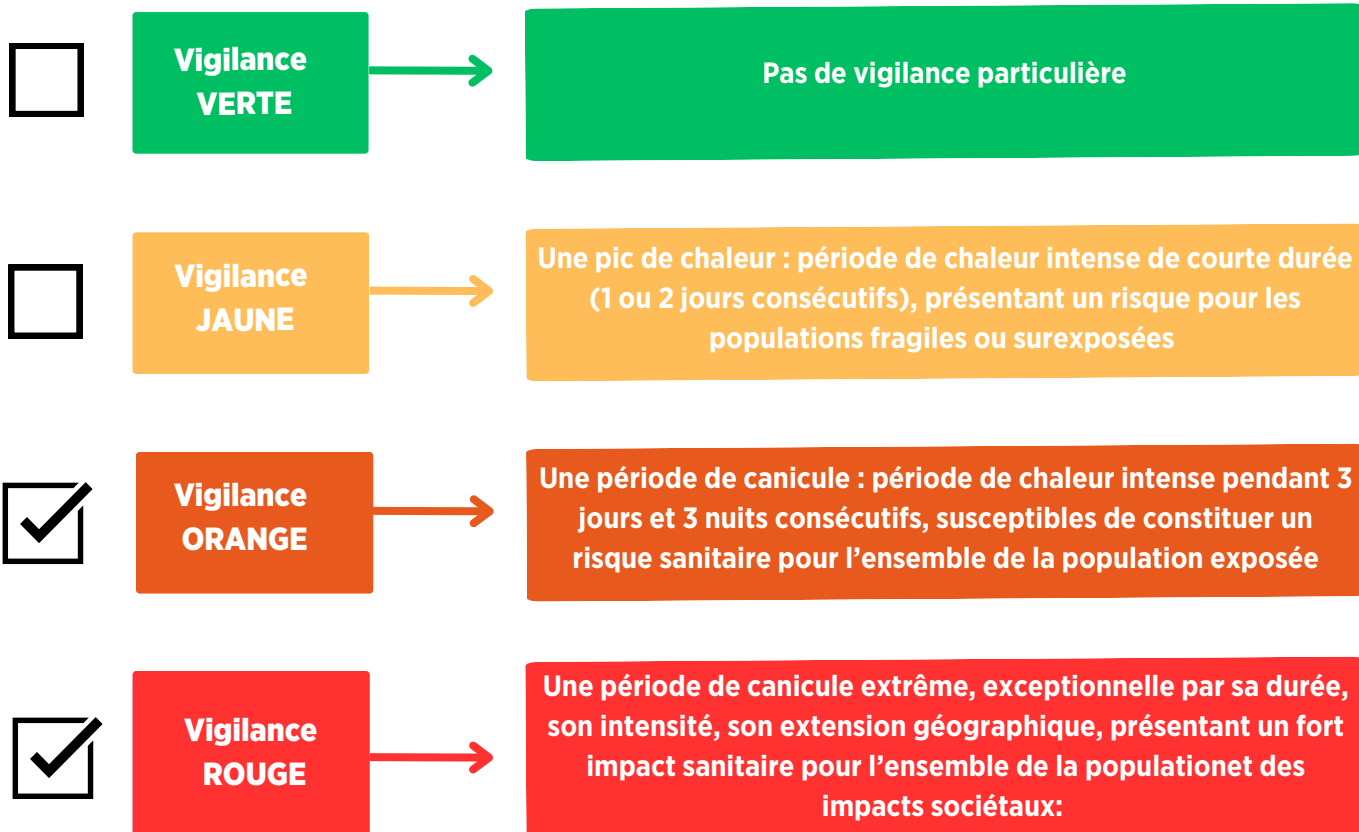 Vigilance
VERTE
Pas de vigilance particulière
Vigilance
JAUNE
Une pic de chaleur : période de chaleur intense de courte durée
(1 ou 2 jours consécutifs), présentant un risque pour les
populations fragiles ou surexposées
Vigilance
ORANGE
Une période de canicule : période de chaleur intense pendant 3
jours et 3 nuits consécutifs, susceptibles de constituer un
risque sanitaire pour l’ensemble de la population exposée
Vigilance
ROUGE
Une période de canicule extrême, exceptionnelle par sa durée,
son intensité, son extension géographique, présentant un fort
impact sanitaire pour l’ensemble de la populationet des
impacts sociétaux: